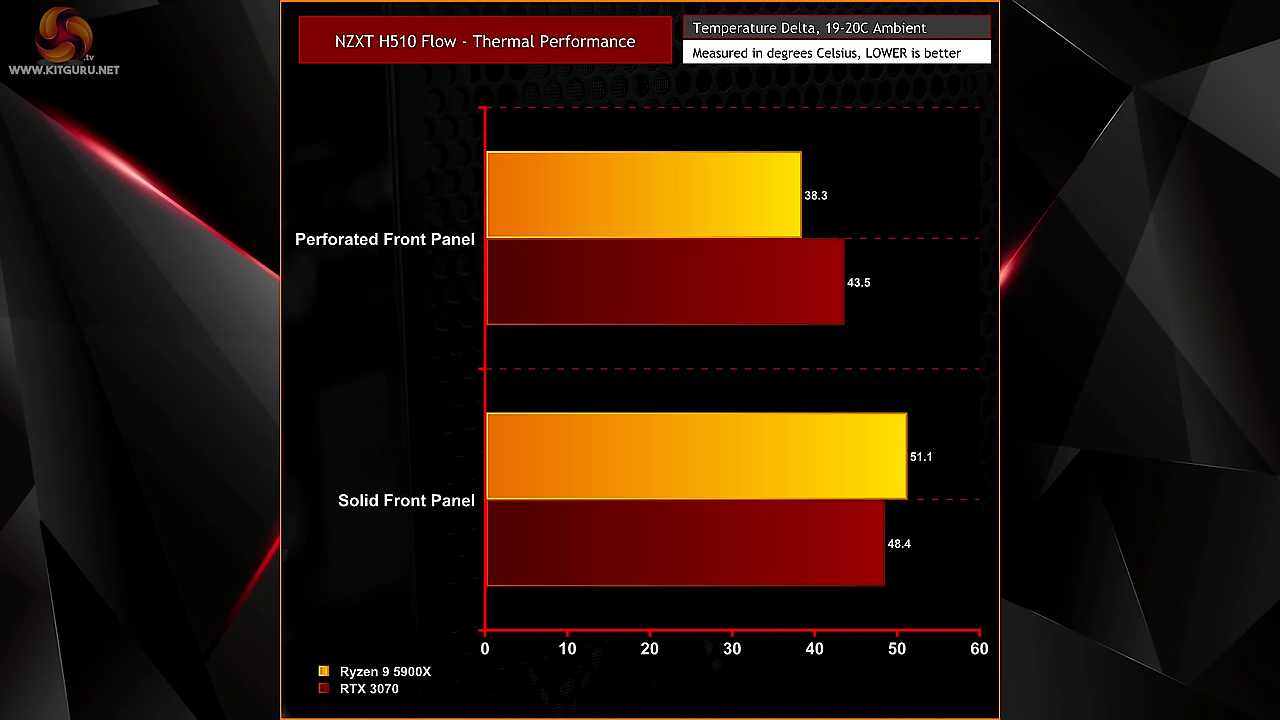 .tv
WWW.KITGURU.NET
NZXT H510 Flow - Thermal Performance
Temperature Delta, 19-20C Ambient
Measured in degrees Celsius, LOWER is better
38.3
Perforated Front Panel
43.5
51.1
Solid Front Panel
48.4
0 10 20 30 40 50 60
Ryzen 9 5900X
RTX 3070